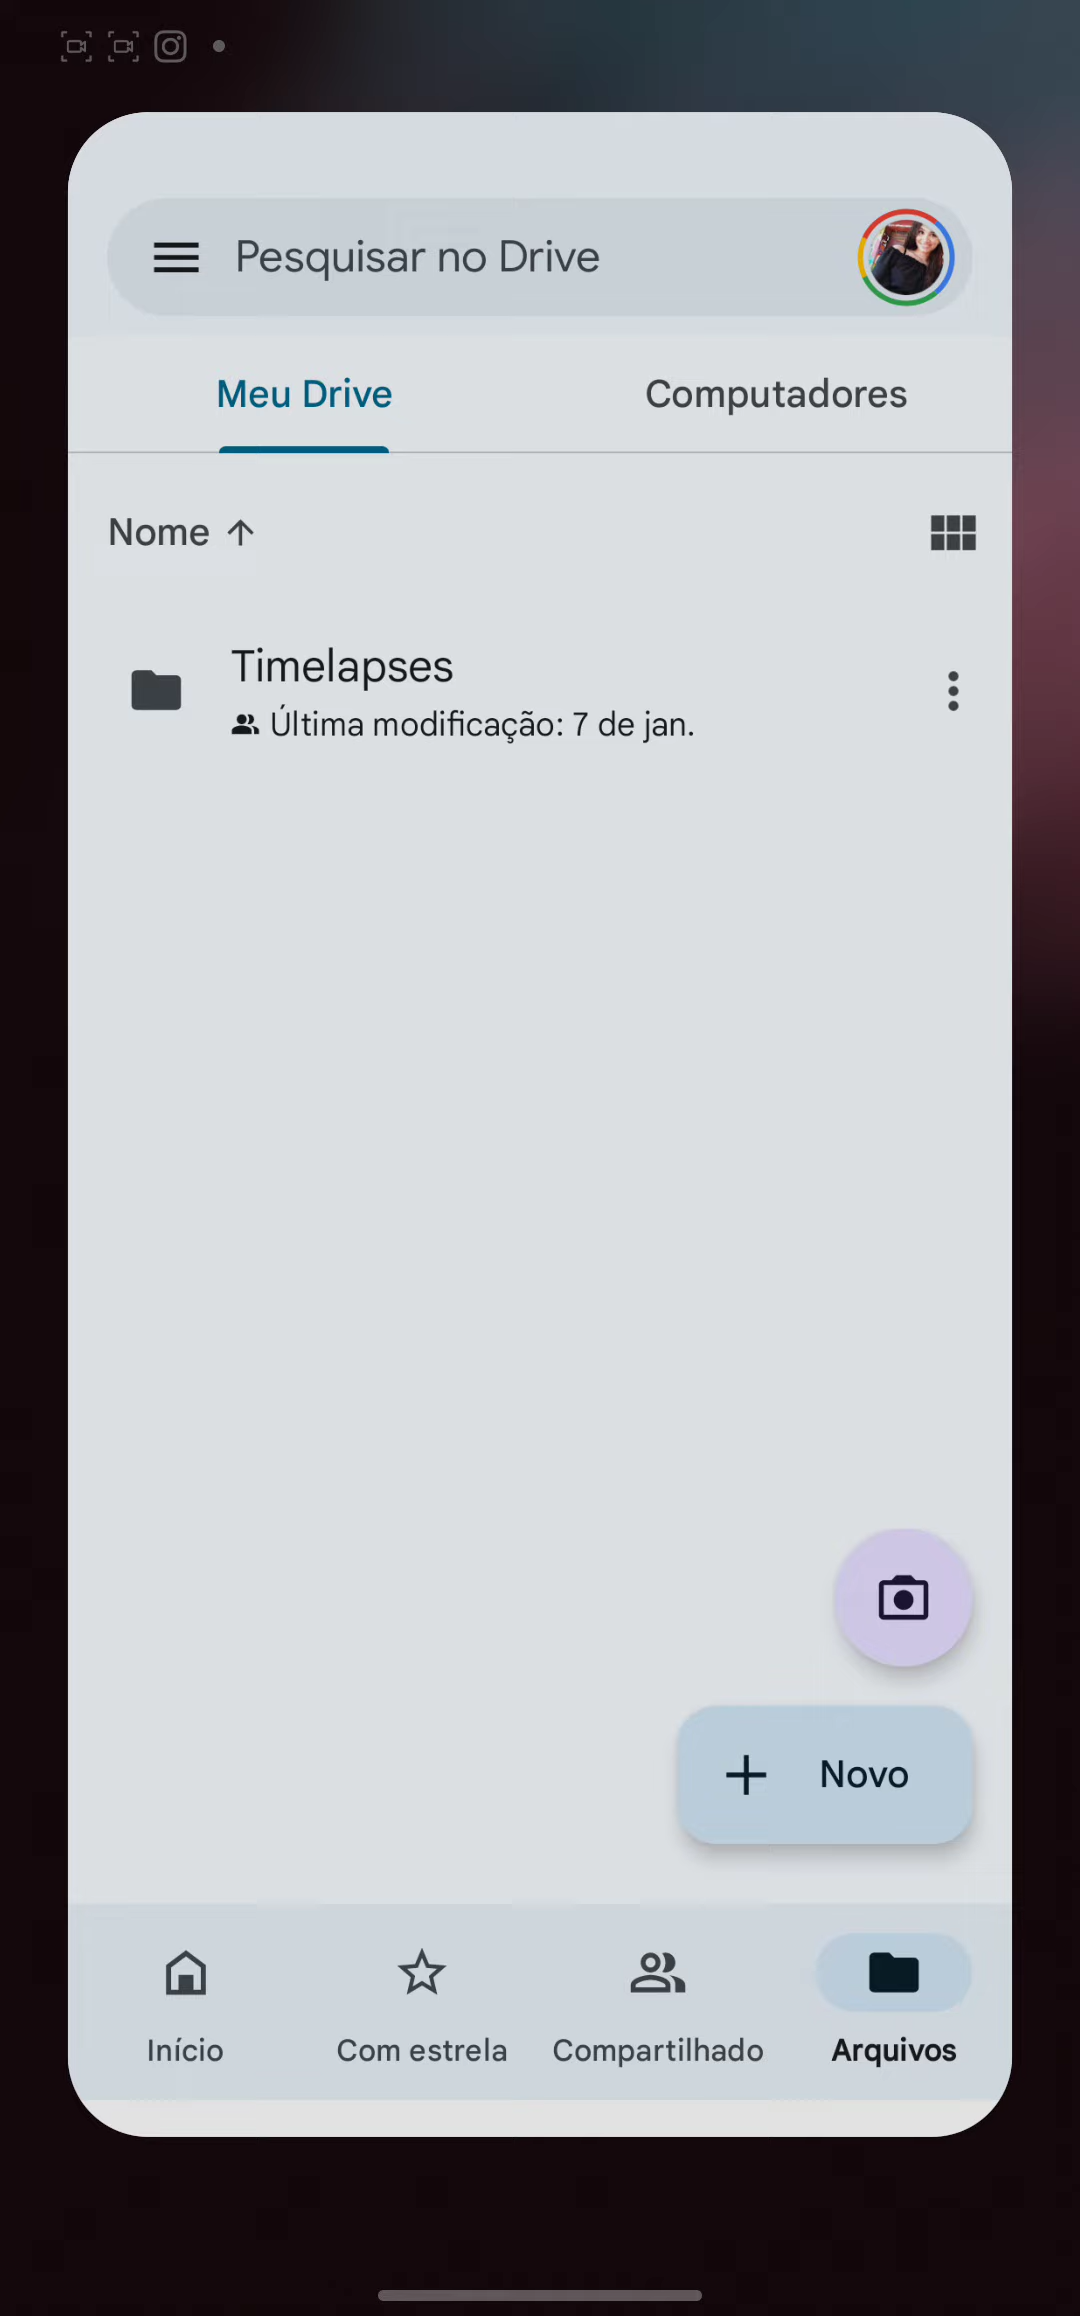 Pesquisar no Drive
Meu Drive
Computadores
Nome
Timelapses
Última modificação: 7 de jan.
Novo
Início
Com estrela
Compartilhado
Arquivos